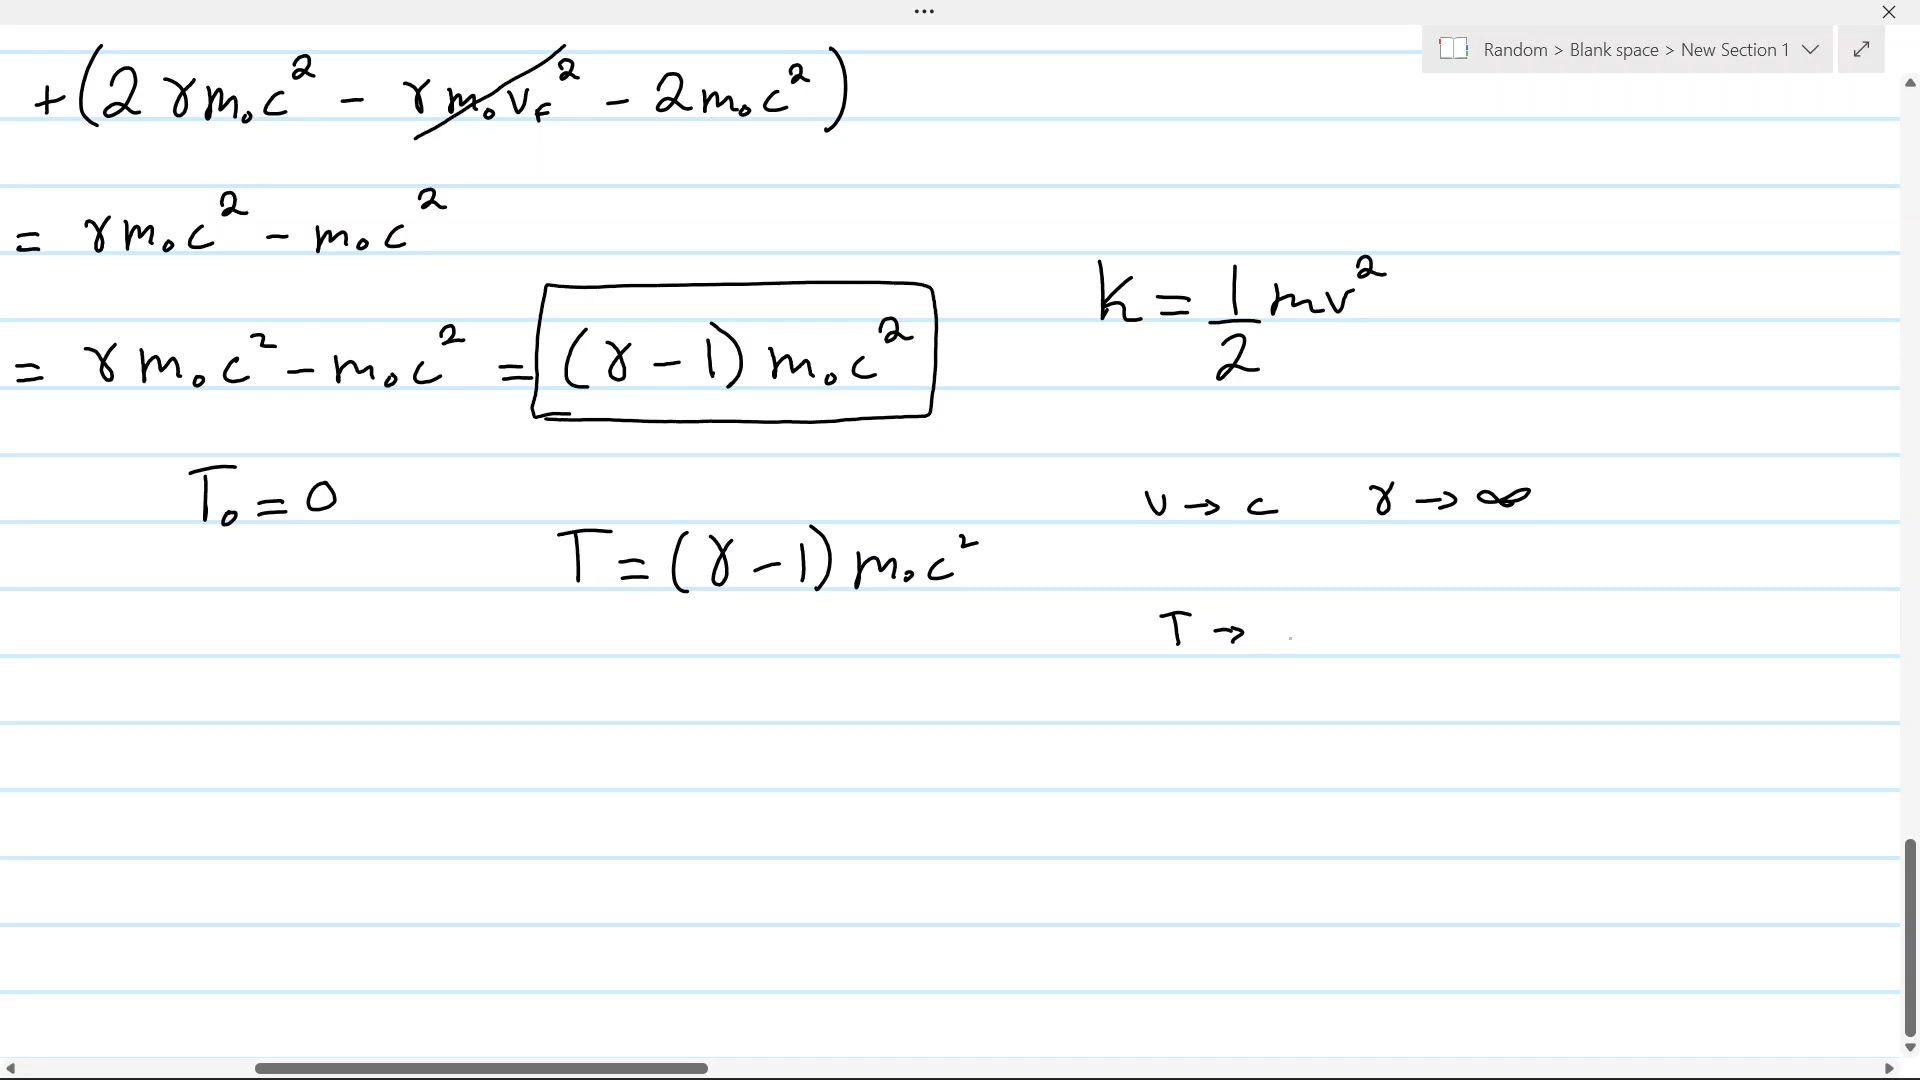 Random > Blank space > New Section 1
+(2γm₀c² - γm₀v_f² - 2m₀c²)
= γm₀c² - m₀c²
K = 1/2 mv²
= γm₀c² - m₀c² = (γ - 1)m₀c²
T₀ = 0
v → c γ → ∞
T = (γ - 1)m₀c²
T →